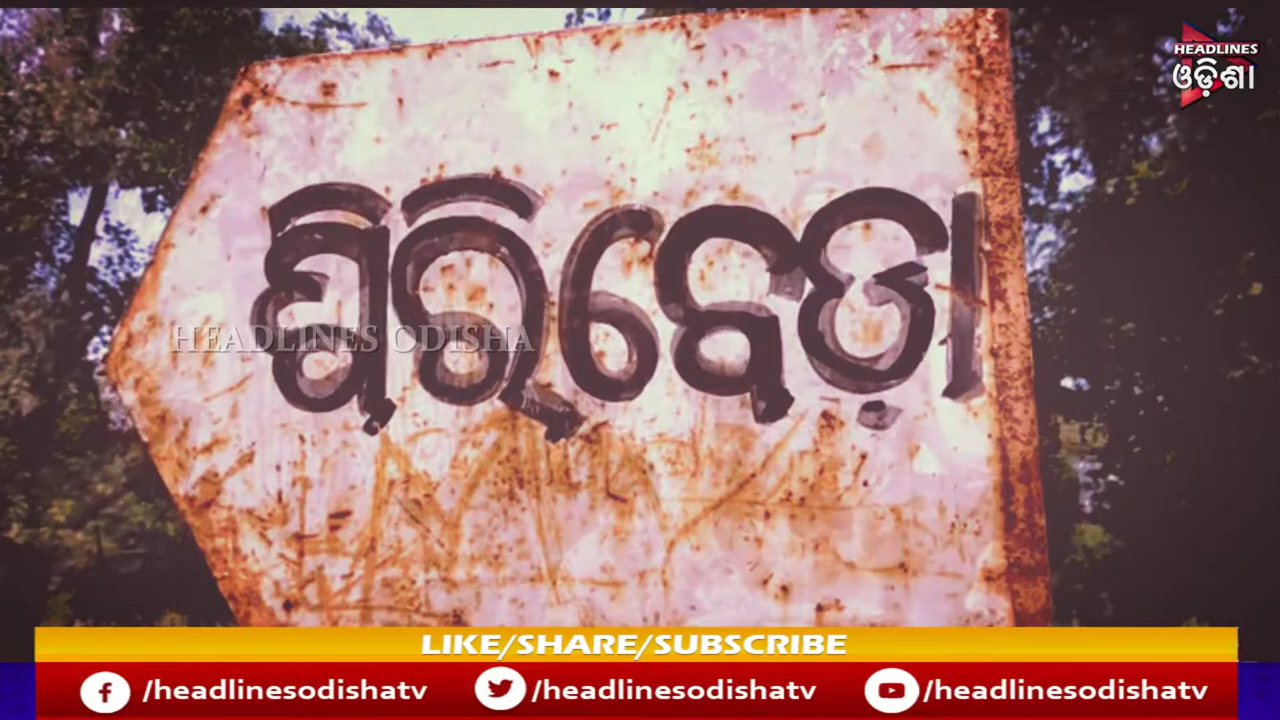 HEADLINES
ଓଡ଼ିଶା
ଶିରିବେଡ଼ା
HEADLINES ODISHA
LIKE/SHARE/SUBSCRIBE
/headlinesodishatv /headlinesodishatv /headlinesodishatv